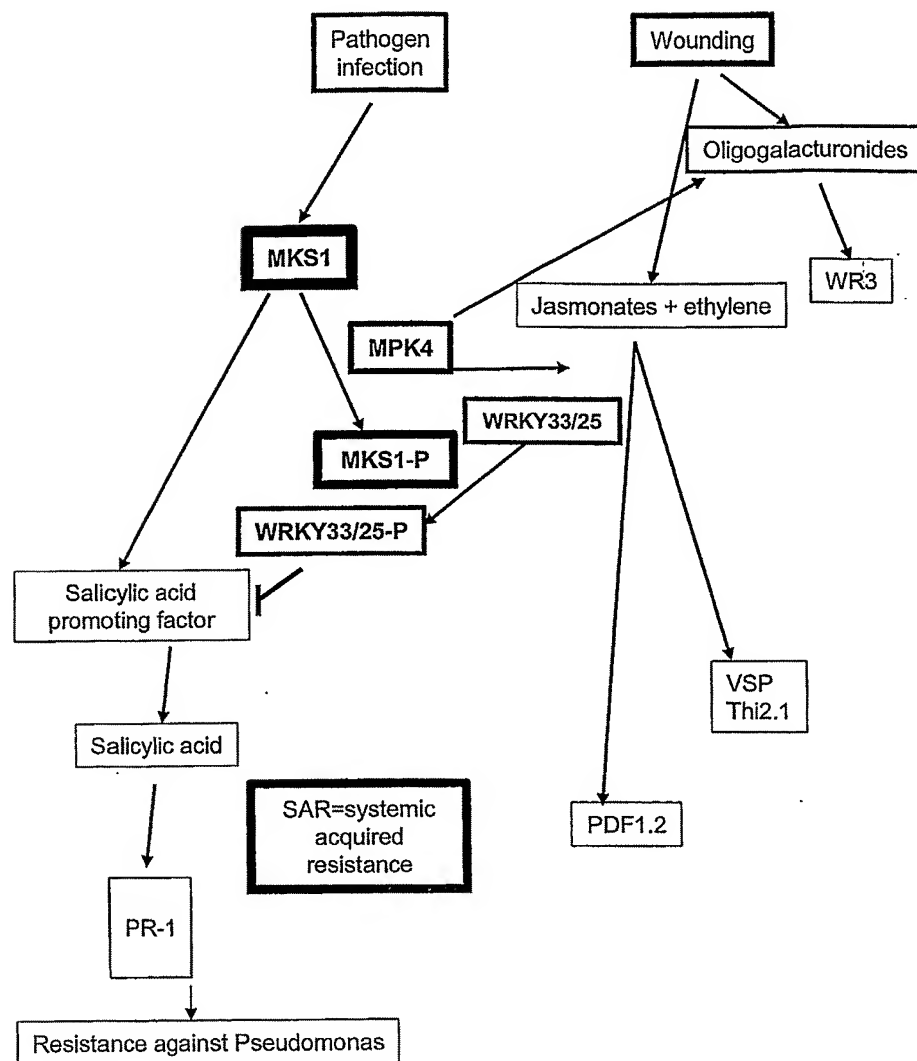 Pathogen
infection
Wounding
Oligogalacturonides
MKS1
WR3
Jasmonates + ethylene
MPK4
WRKY33/25
MKS1-P
WRKY33/25-P
Salicylic acid
promoting factor
VSP
Thi2.1
Salicylic acid
SAR=systemic
acquired
resistance
PDF1.2
PR-1
Resistance against Pseudomonas